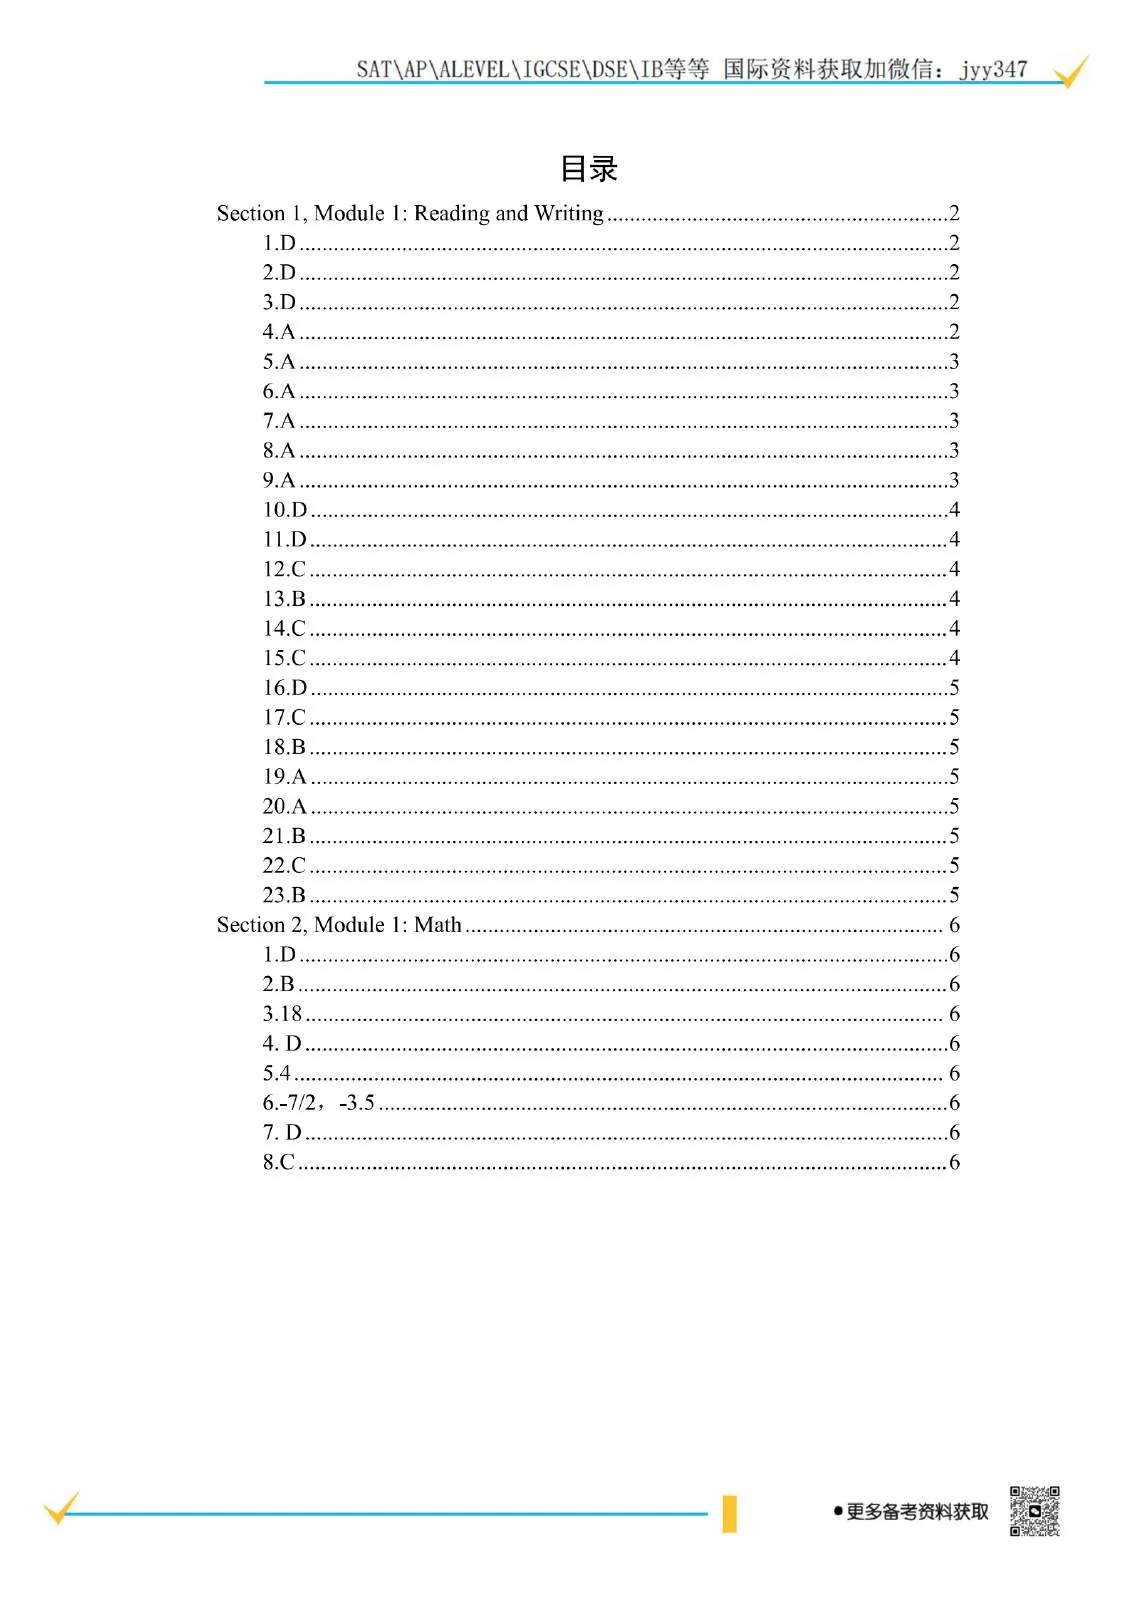 SAT\AP\ALEVEL\IGCSE\DSE\IB等等 国际资料获取加微信：jyy347
目录
Section 1, Module 1: Reading and Writing....................2
1.D....................2
2.D....................2
3.D....................2
4.A....................2
5.A....................3
6.A....................3
7.A....................3
8.A....................3
9.A....................3
10.D....................4
11.D....................4
12.C....................4
13.B....................4
14.C....................4
15.C....................4
16.D....................5
17.C....................5
18.B....................5
19.A....................5
20.A....................5
21.B....................5
22.C....................5
23.B....................5
Section 2, Module 1: Math.................... 6
1.D....................6
2.B....................6
3.18.................... 6
4. D....................6
5.4.................... 6
6.-7/2，-3.5....................6
7. D....................6
8.C....................6
●更多备考资料获取